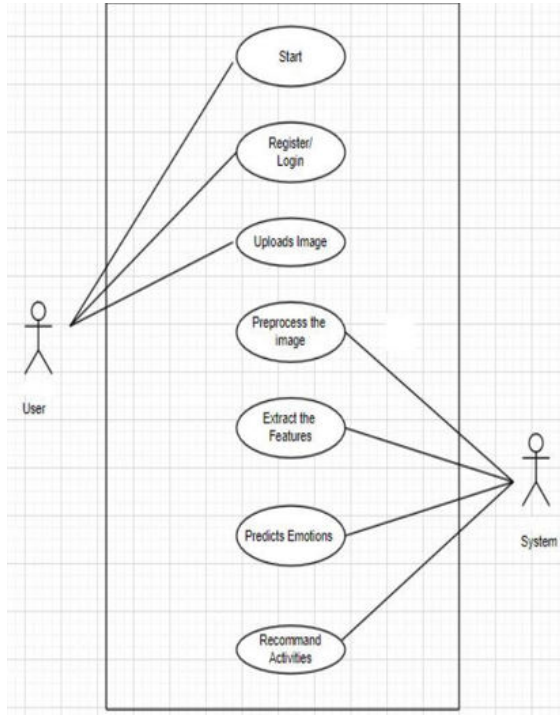 Start
Register/
Login
Uploads Image
Preprocess the
image
User
Extract the
Features
System
Predicts Emotions
Recommand
Activities